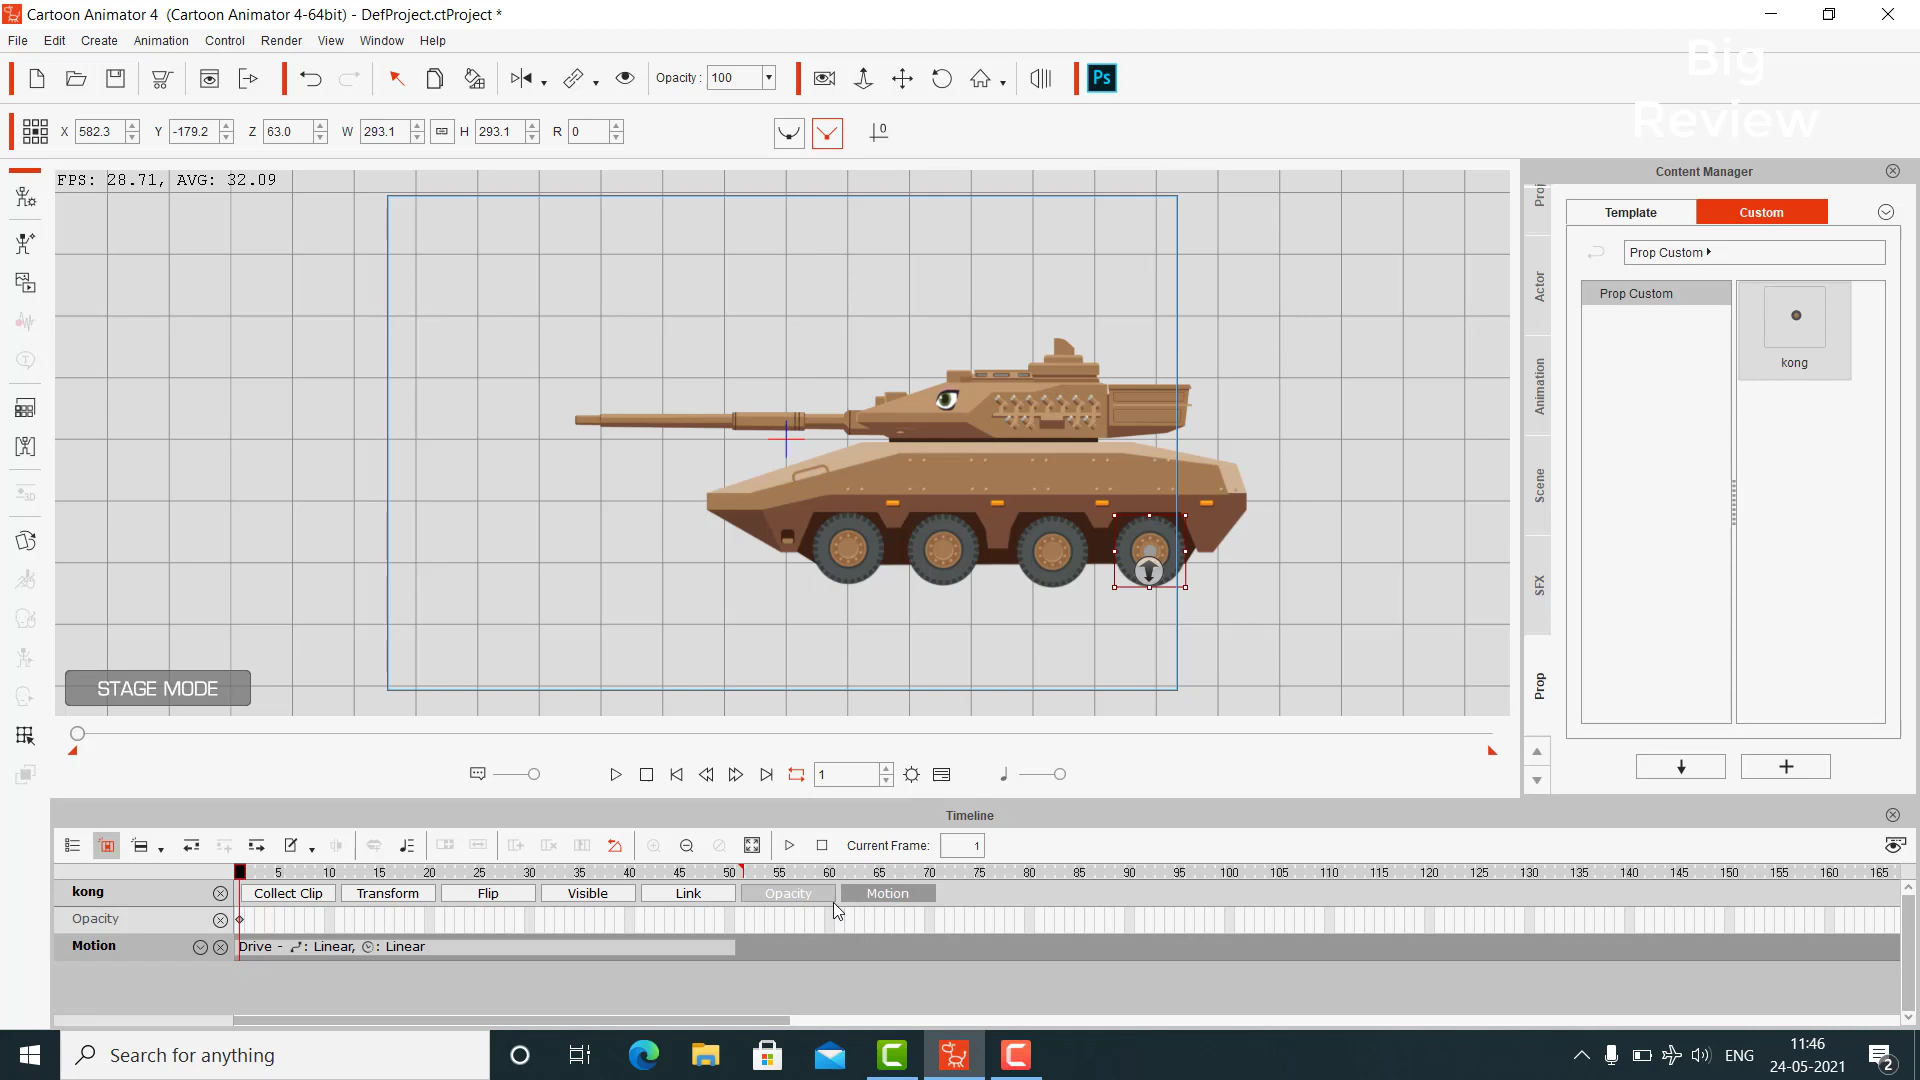 Cartoon Animator 4 (Cartoon Animator 4-64bit) - DefProject.ctProject *
File Edit Create Animation Control Render View Window Help
Opacity : 100
Ps
Big
Review
X 582.3 Y -179.2 Z 63.0 W 293.1 H 293.1 R 0
0
FPS: 28.71, AVG: 32.09
Content Manager
Template Custom
Prop Custom
Prop Custom
kong
Proj
Actor
Animation
Scene
SFX
Prop
STAGE MODE
1
Timeline
Current Frame: 1
5 10 15 20 25 30 35 40 45 50 55 60 65 70 75 80 85 90 95 100 105 110 115 120 125 130 135 140 145 150 155 160 165
kong Collect Clip Transform Flip Visible Link Opacity Motion
Opacity
Motion Drive - : Linear, : Linear
Search for anything
ENG
11:46
24-05-2021
2